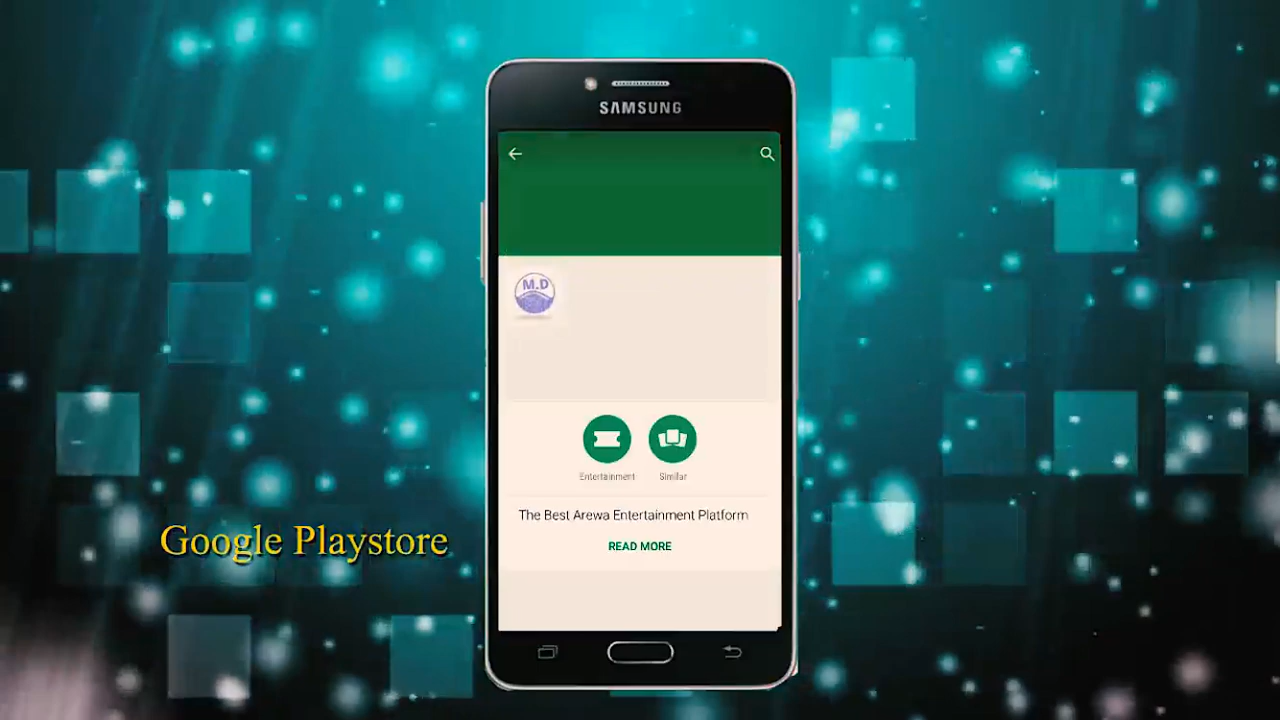 SAMSUNG
M.D
Entertainment
Similar
The Best Arewa Entertainment Platform
READ MORE
Google Playstore